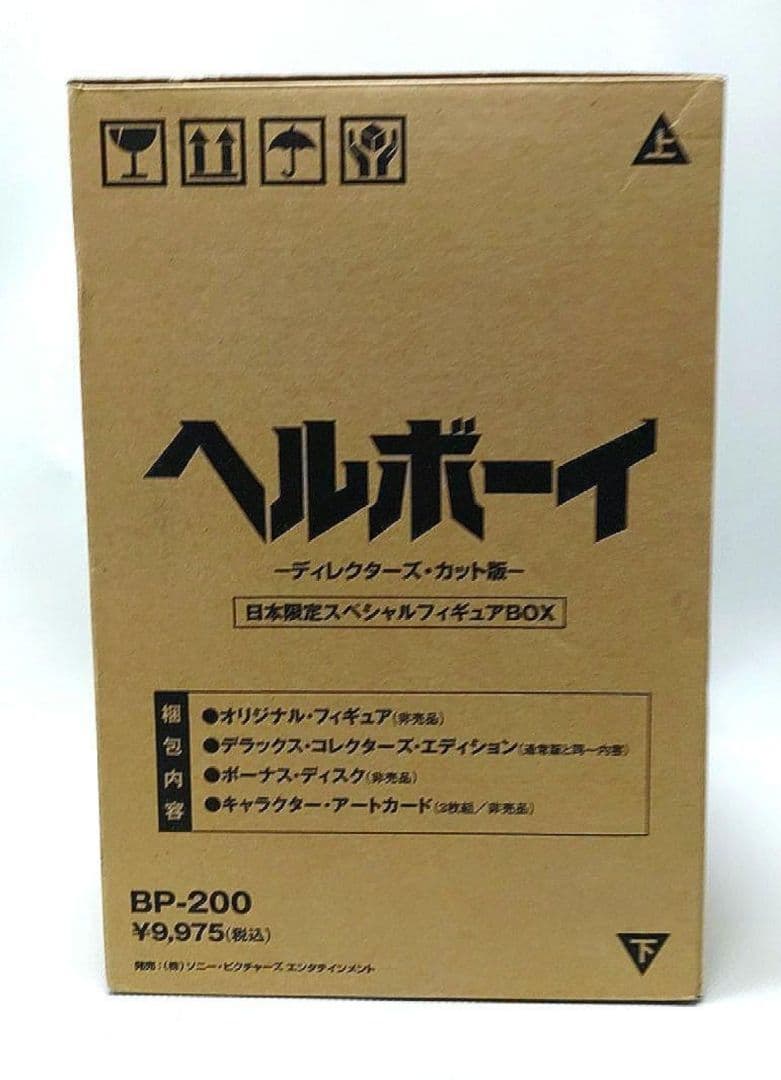 上
ヘルボーイ
−ディレクターズ・カット版−
日本限定スペシャルフィギュアBOX
梱包内容
●オリジナル・フィギュア(非売品)
●デラックス・コレクターズ・エディション(通常版と同一内容)
●ボーナス・ディスク(非売品)
●キャラクター・アートカード(3枚組／非売品)
BP-200
¥9,975(税込)
下
発売:(株)ソニー・ピクチャーズ エンタテインメント